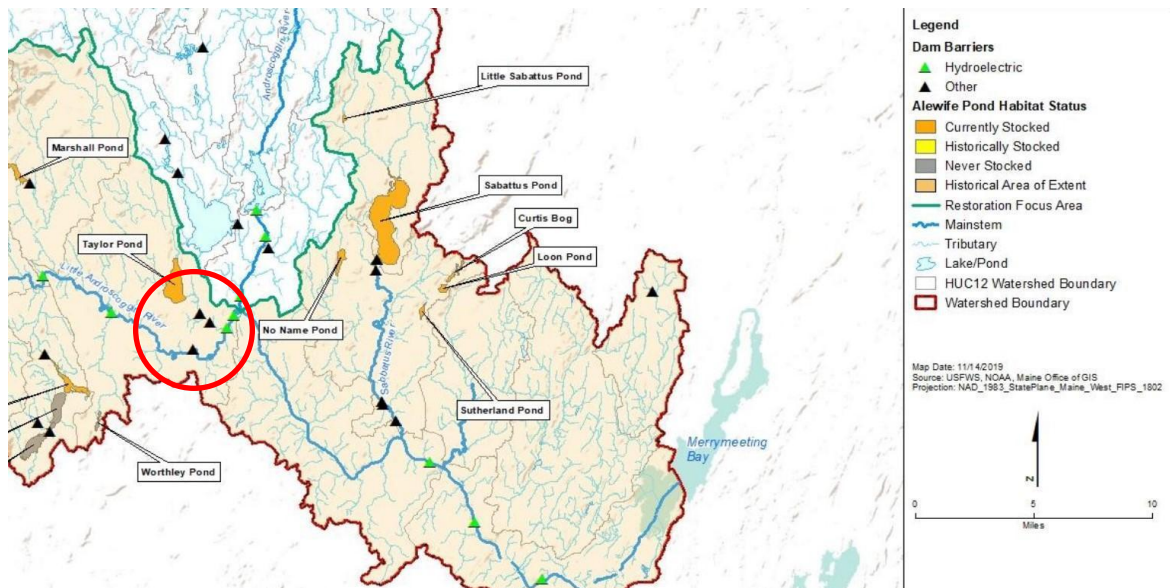 Androscoggin River
Little Sabattus Pond
Marshall Pond
Sabattus Pond
Curtis Bog
Loon Pond
Taylor Pond
Little Androscoggin River
No Name Pond
Sabbatus River
Sutherland Pond
Merrymeeting
Bay
Worthley Pond
Legend
Dam Barriers
Hydroelectric
Other
Alewife Pond Habitat Status
Currently Stocked
Historically Stocked
Never Stocked
Historical Area of Extent
Restoration Focus Area
Mainstem
Tributary
Lake/Pond
HUC12 Watershed Boundary
Watershed Boundary
Map Date: 11/14/2019
Source: USFWS, NOAA, Maine Office of GIS
Projection: NAD_1983_StatePlane_Maine_West_FIPS_1802
N
0 5 10
Miles